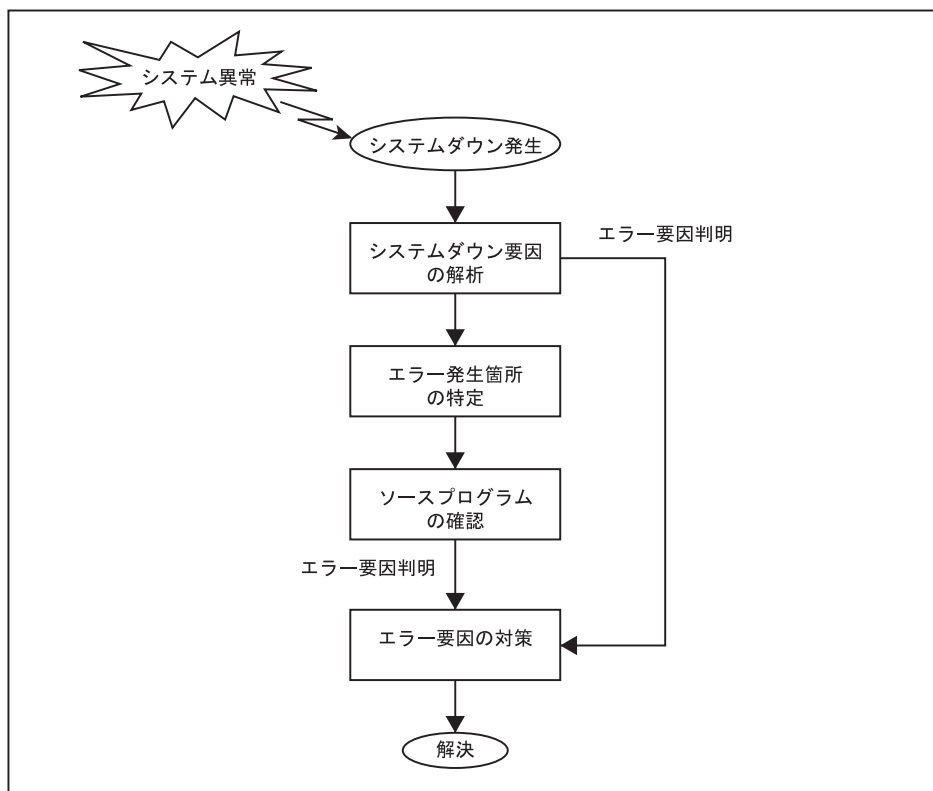 システム異常
システムダウン発生
エラー要因判明
システムダウン要因
の解析
エラー発生箇所
の特定
ソースプログラム
の確認
エラー要因判明
エラー要因の対策
解決